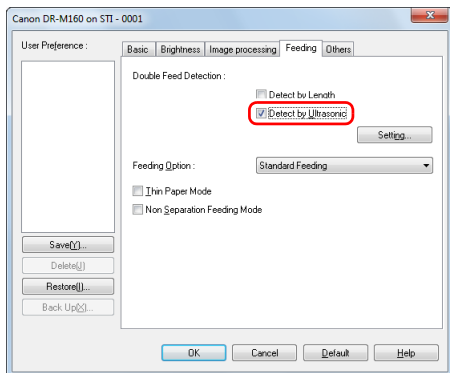 Canon DR-M160 on STI - 0001
User Preference :
Basic Brightness Image processing Feeding Others
Double Feed Detection :
Detect by Length
Detect by Ultrasonic
Setting...
Feeding Option : Standard Feeding
Thin Paper Mode
Non Separation Feeding Mode
Save(Y)...
Delete(J)
Restore(I)...
Back Up(X)...
OK Cancel Default Help